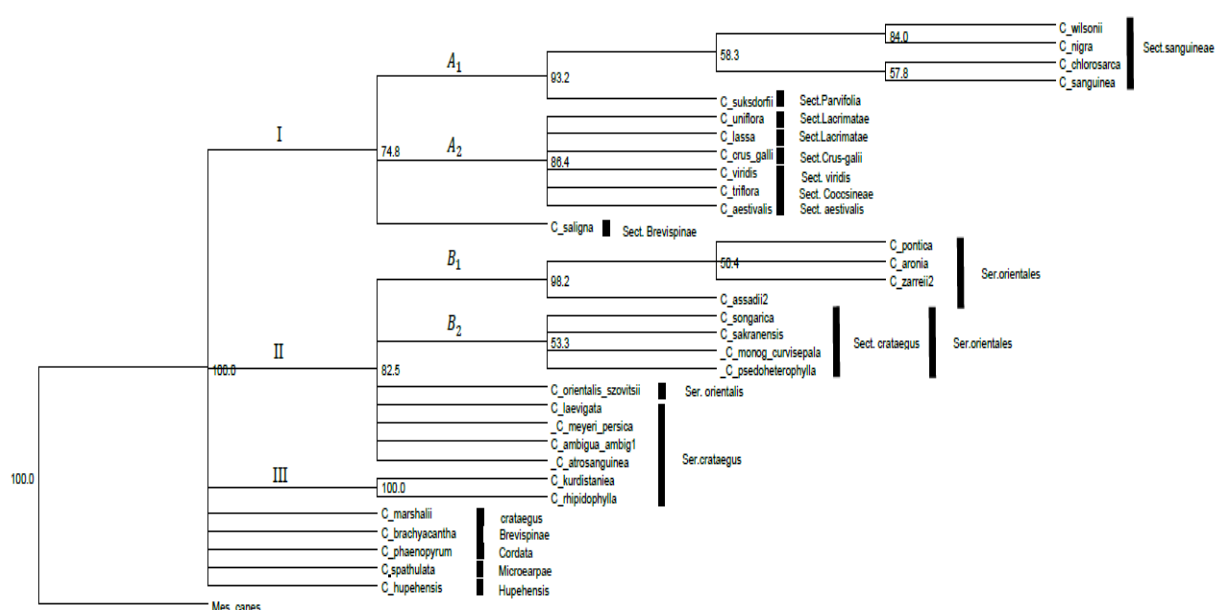 C_wilsonii
84.0
C_nigra
Sect.sanguineae
58.3
C_chlorosarca
57.8
C_sanguinea
A1
93.2
C_suksdorfii Sect.Parvifolia
I
74.8
C_uniflora Sect.Lacrimatae
C_lassa Sect.Lacrimatae
A2
86.4
C_crus_galli Sect.Crus-galii
C_viridis Sect. viridis
C_triflora Sect. Coccsineae
C_aestivalis Sect. aestivalis
C_saligna Sect. Brevispinae
C_pontica
B1
50.4
C_aronia
Ser.orientales
98.2
C_zarreii2
C_assadii2
C_songarica
B2
C_sakranensis
53.3
Sect. crataegus Ser.orientales
_C_monog_curvisepala
II
100.0
82.5
_C_psedoheterophylla
C_orientalis_szovitsii Ser. orientalis
C_laevigata
_C_meyeri_persica
C_ambigua_ambig1
Ser.crataegus
_C_atrosanguinea
III
100.0
C_kurdistaniea
C_rhipidophylla
100.0
C_marshalii crataegus
C_brachyacantha Brevispinae
C_phaenopyrum Cordata
C_spathulata Microearpae
C_hupehensis Hupehensis
Mes_canes